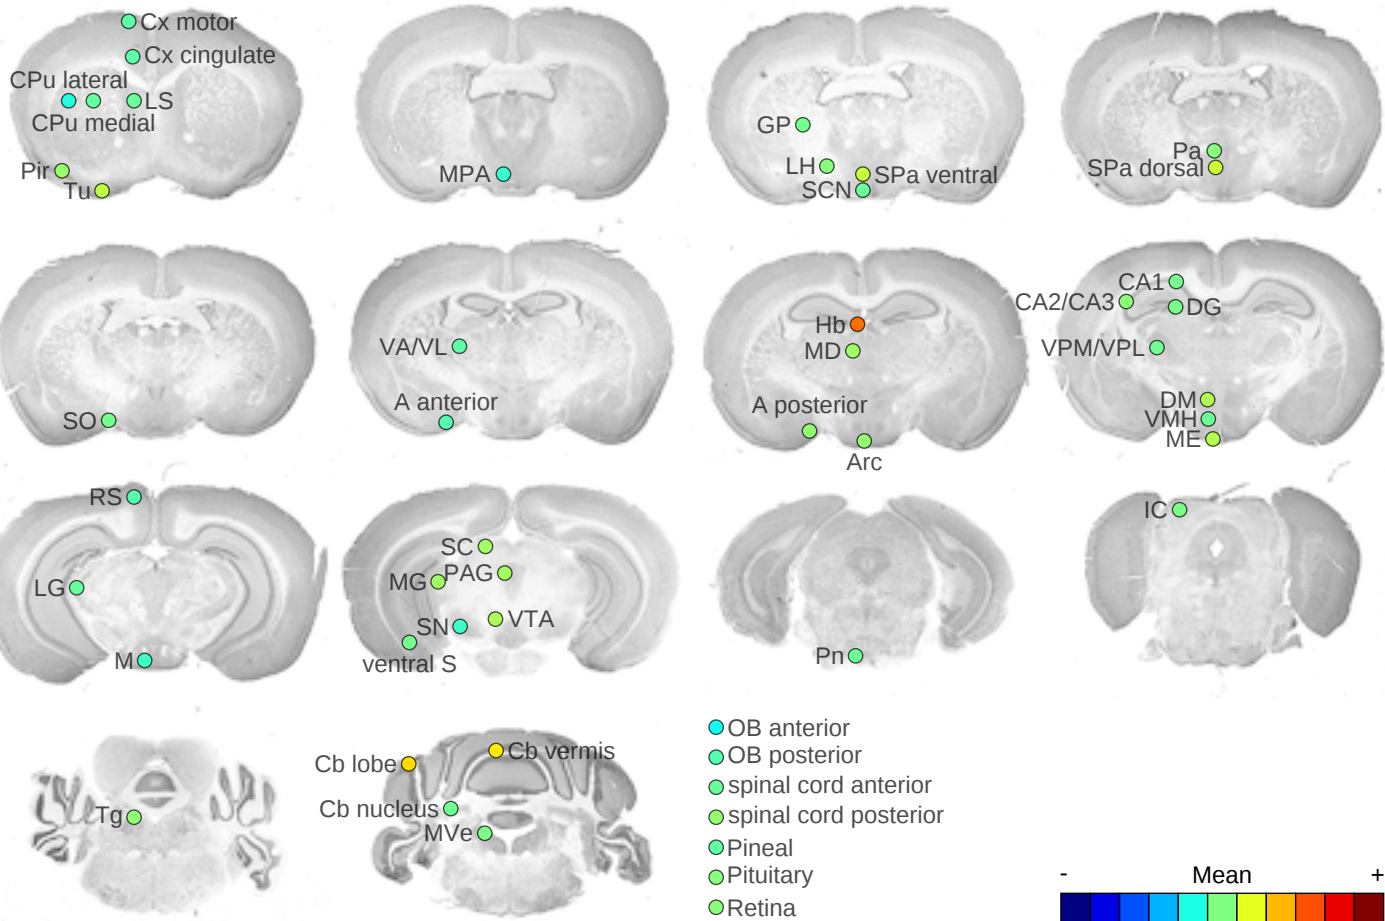 Cx motor
Cx cingulate
CPu lateral
LS
CPu medial
Pir
Tu
MPA
GP
LH
SPa ventral
SCN
Pa
SPa dorsal
SO
VA/VL
A anterior
Hb
MD
A posterior
Arc
CA1
CA2/CA3
DG
VPM/VPL
DM
VMH
ME
RS
LG
M
SC
MG
PAG
SN
VTA
ventral S
Pn
IC
Tg
Cb lobe
Cb vermis
Cb nucleus
MVe
OB anterior
OB posterior
spinal cord anterior
spinal cord posterior
Pineal
Pituitary
Retina
- Mean +